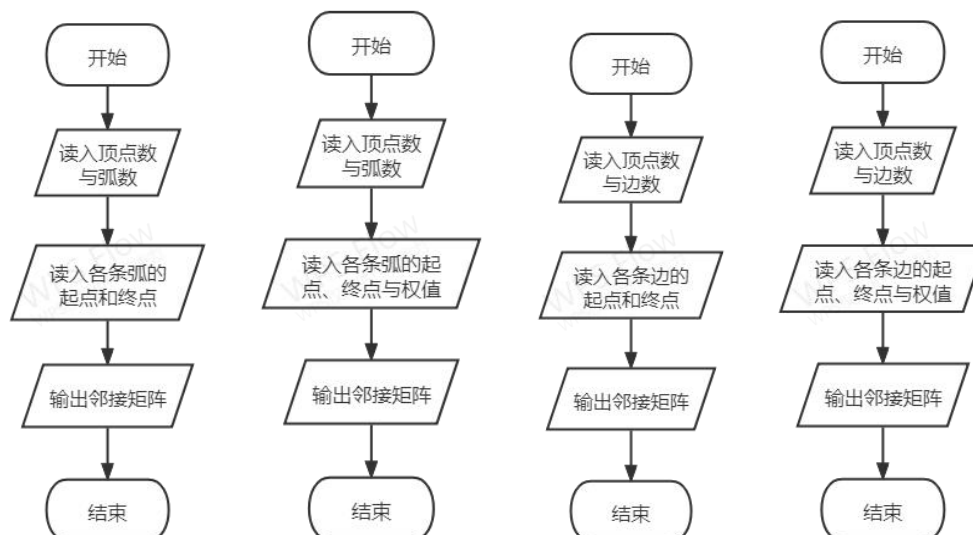 开始
读入顶点数
与弧数
读入各条弧的
起点和终点
输出邻接矩阵
结束
开始
读入顶点数
与弧数
读入各条弧的起
点、终点与权值
输出邻接矩阵
结束
开始
读入顶点数
与边数
读入各条边的
起点和终点
输出邻接矩阵
结束
开始
读入顶点数
与边数
读入各条边的起
点、终点与权值
输出邻接矩阵
结束